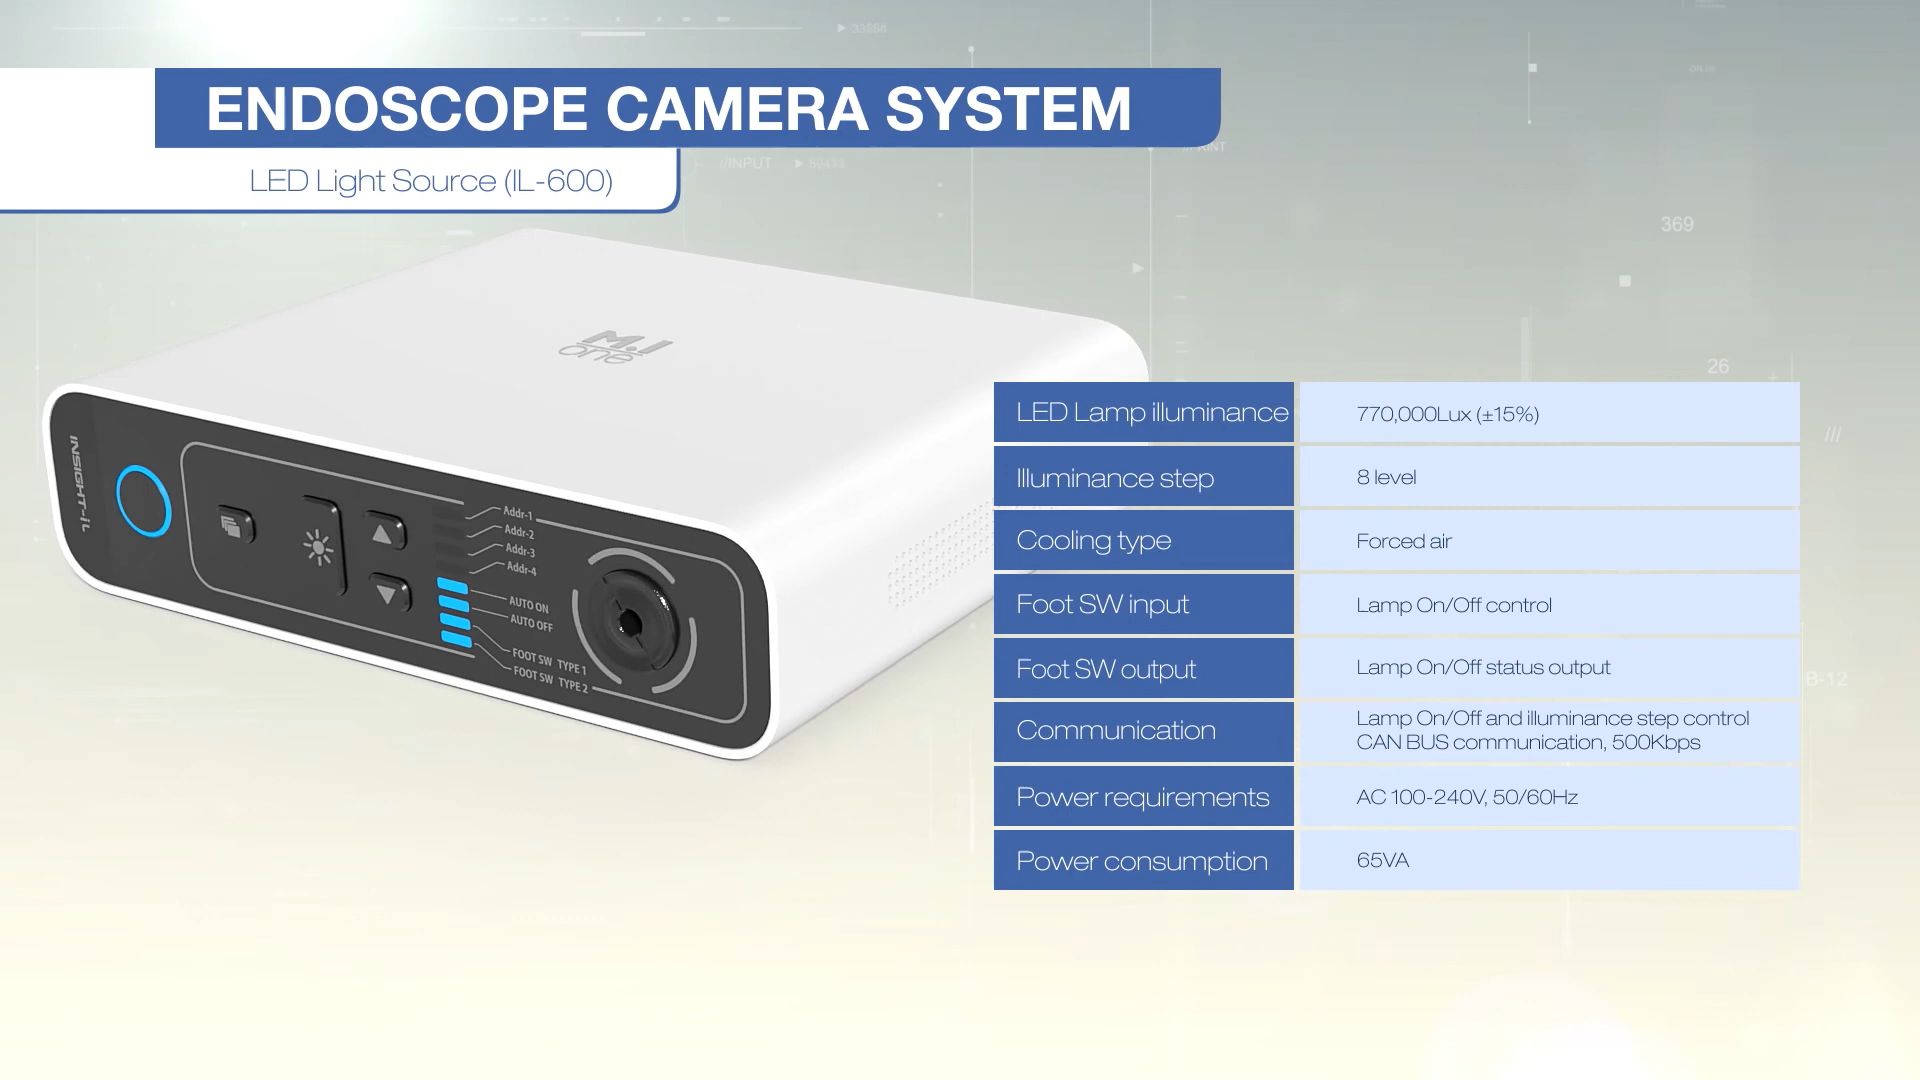 33558
ENDOSCOPE CAMERA SYSTEM
//INPUT
LED Light Source (IL-600)
369
M.I
one
26
LED Lamp illuminance 770,000Lux (±15%)
///
Illuminance step 8 level
Cooling type Forced air
Foot SW input Lamp On/Off control
Foot SW output Lamp On/Off status output
B-12
Communication Lamp On/Off and illuminance step control
CAN BUS communication, 500Kbps
Power requirements AC 100-240V, 50/60Hz
Power consumption 65VA
INSIGHT-iL
Addr-1
Addr-2
Addr-3
Addr-4
AUTO ON
AUTO OFF
FOOT SW TYPE 1
FOOT SW TYPE 2